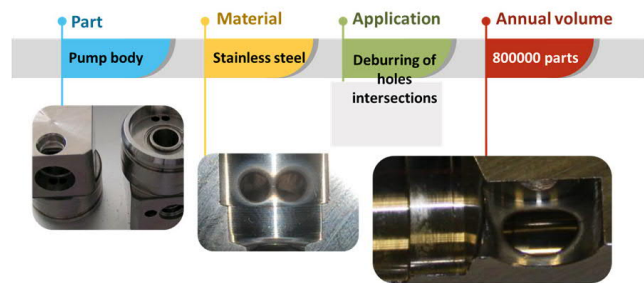 Part
Material
Application
Annual volume
Pump body
Stainless steel
Deburring of
holes
intersections
800000 parts